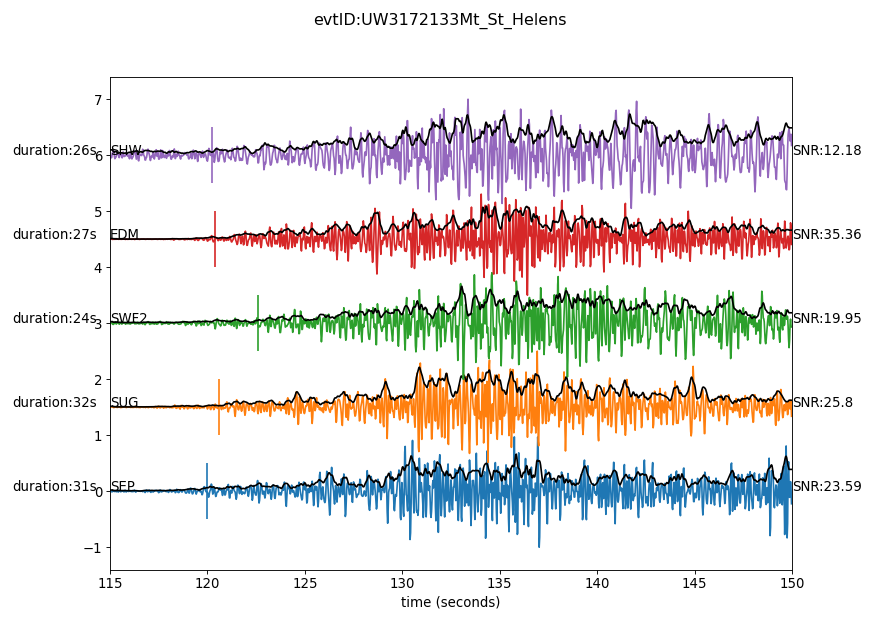 evtID:UW3172133Mt_St_Helens
7
duration:26s
6
SHW
SNR:12.18
5
duration:27s
EDM
SNR:35.36
4
duration:24s
3
SWF2
SNR:19.95
2
duration:32s
SUG
SNR:25.8
1
duration:31s
0
SEP
SNR:23.59
−1
115 120 125 130 135 140 145 150
time (seconds)